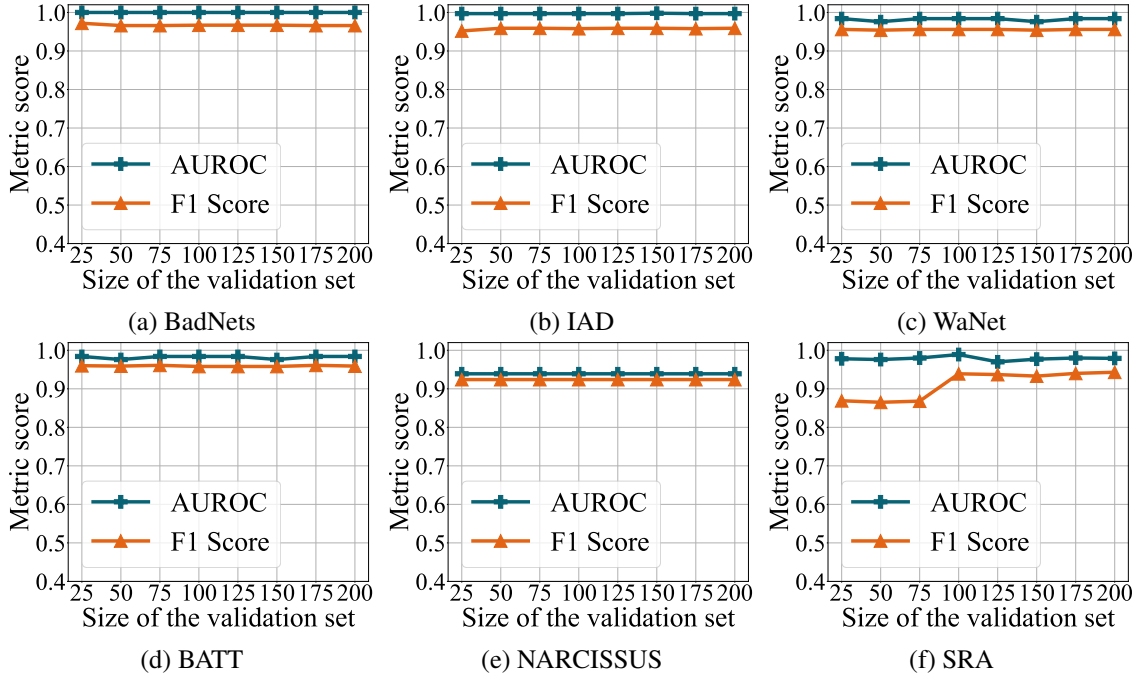 Metric score
1.0
0.9
0.8
0.7
0.6
0.5
0.4
AUROC
F1 Score
25 50 75 100 125 150 175 200
Size of the validation set
(a) BadNets
Metric score
1.0
0.9
0.8
0.7
0.6
0.5
0.4
AUROC
F1 Score
25 50 75 100 125 150 175 200
Size of the validation set
(b) IAD
Metric score
1.0
0.9
0.8
0.7
0.6
0.5
0.4
AUROC
F1 Score
25 50 75 100 125 150 175 200
Size of the validation set
(c) WaNet
Metric score
1.0
0.9
0.8
0.7
0.6
0.5
0.4
AUROC
F1 Score
25 50 75 100 125 150 175 200
Size of the validation set
(d) BATT
Metric score
1.0
0.9
0.8
0.7
0.6
0.5
0.4
AUROC
F1 Score
25 50 75 100 125 150 175 200
Size of the validation set
(e) NARCISSUS
Metric score
1.0
0.9
0.8
0.7
0.6
0.5
0.4
AUROC
F1 Score
25 50 75 100 125 150 175 200
Size of the validation set
(f) SRA